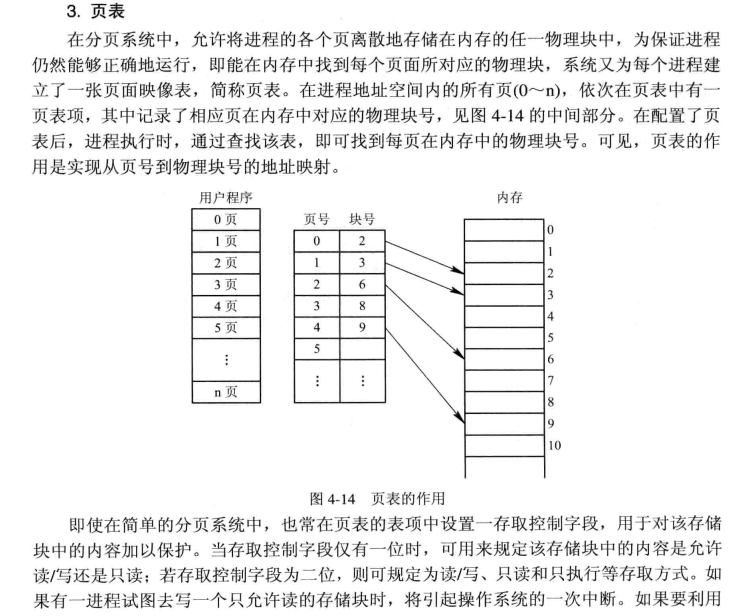 3. 页表
在分页系统中，允许将进程的各个页离散地存储在内存的任一物理块中，为保证进程
仍然能够正确地运行，即能在内存中找到每个页面所对应的物理块，系统又为每个进程建
立了一张页面映像表，简称页表。在进程地址空间内的所有页(0～n)，依次在页表中有一
页表项，其中记录了相应页在内存中对应的物理块号，见图 4-14 的中间部分。在配置了页
表后，进程执行时，通过查找该表，即可找到每页在内存中的物理块号。可见，页表的作
用是实现从页号到物理块号的地址映射。
用户程序
0 页
1 页
2 页
3 页
4 页
5 页
⋮
n 页
页号 块号
0 2
1 3
2 6
3 8
4 9
5
⋮ ⋮
内存
0
1
2
3
4
5
6
7
8
9
10
图 4-14 页表的作用
即使在简单的分页系统中，也常在页表的表项中设置一存取控制字段，用于对该存储
块中的内容加以保护。当存取控制字段仅有一位时，可用来规定该存储块中的内容是允许
读/写还是只读；若存取控制字段为二位，则可规定为读/写、只读和只执行等存取方式。如
果有一进程试图去写一个只允许读的存储块时，将引起操作系统的一次中断。如果要利用